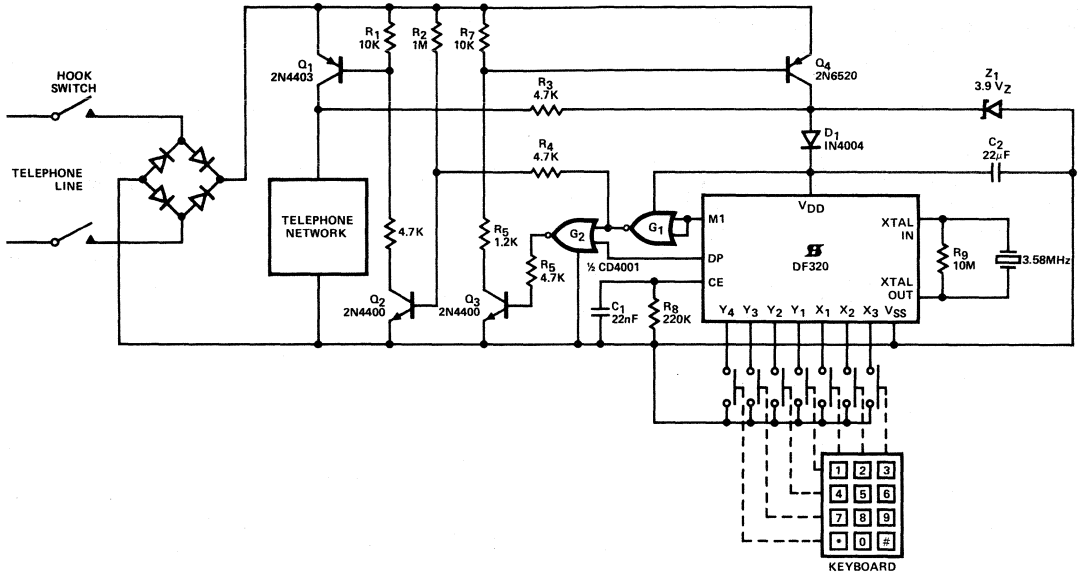 HOOK
SWITCH
TELEPHONE
LINE
TELEPHONE
NETWORK
Q1
2N4403
R1
10K
R2
1M
R7
10K
Q4
2N6520
Z1
3.9 VZ
R3
4.7K
D1
IN4004
C2
22μF
R4
4.7K
4.7K
R5
1.2K
R5
4.7K
G2
G1
½ CD4001
Q2
2N4400
Q3
2N4400
C1
22nF
R8
220K
VDD
M1
DP
CE
DF320
XTAL
IN
XTAL
OUT
R9
10M
3.58MHz
Y4 Y3 Y2 Y1 X1 X2 X3 VSS
1 2 3
4 5 6
7 8 9
• 0 #
KEYBOARD